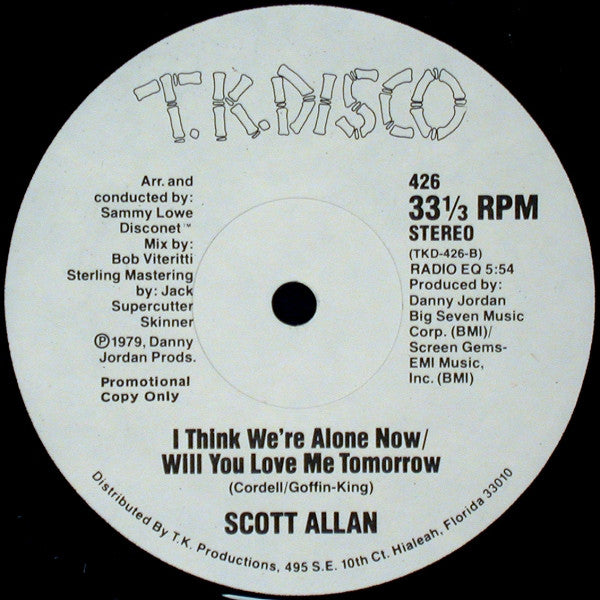 T.K. DISCO
Arr. and
conducted by:
Sammy Lowe
Disconet™
Mix by:
Bob Viteritti
Sterling Mastering
by: Jack
Supercutter
Skinner
Ⓟ1979, Danny
Jordan Prods.
Promotional
Copy Only
426
33⅓ RPM
STEREO
(TKD-426-B)
RADIO EQ 5:54
Produced by:
Danny Jordan
Big Seven Music
Corp. (BMI)/
Screen Gems-
EMI Music,
Inc. (BMI)
I Think We're Alone Now/
Will You Love Me Tomorrow
(Cordell/Goffin-King)
SCOTT ALLAN
Distributed By T.K. Productions, 495 S.E. 10th Ct. Hialeah, Florida 33010